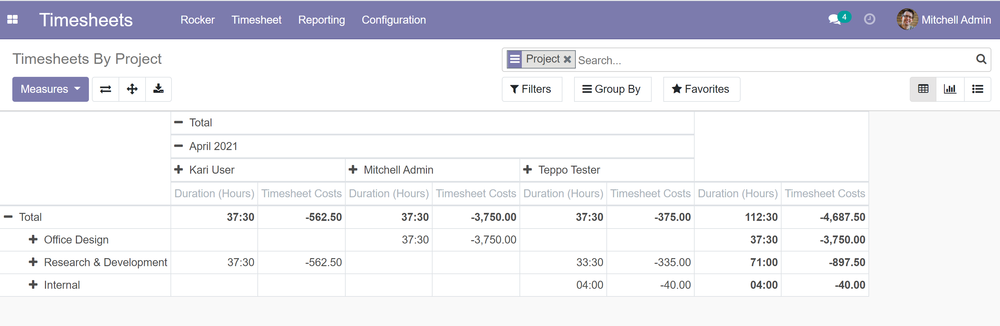 Timesheets Rocker Timesheet Reporting Configuration 4 Mitchell Admin
Timesheets By Project Project Search...
Measures Filters Group By Favorites
Total
April 2021
Kari User Mitchell Admin Teppo Tester
Duration (Hours) Timesheet Costs Duration (Hours) Timesheet Costs Duration (Hours) Timesheet Costs Duration (Hours) Timesheet Costs
Total 37:30 -562.50 37:30 -3,750.00 37:30 -375.00 112:30 -4,687.50
Office Design 37:30 -3,750.00 37:30 -3,750.00
Research & Development 37:30 -562.50 33:30 -335.00 71:00 -897.50
Internal 04:00 -40.00 04:00 -40.00